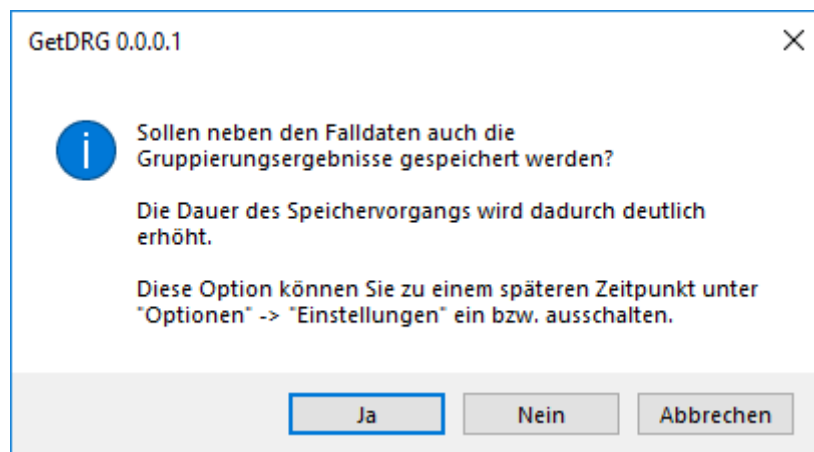 GetDRG 0.0.0.1
Sollen neben den Falldaten auch die
Gruppierungsergebnisse gespeichert werden?
Die Dauer des Speichervorgangs wird dadurch deutlich
erhöht.
Diese Option können Sie zu einem späteren Zeitpunkt unter
"Optionen" -> "Einstellungen" ein bzw. ausschalten.
Ja
Nein
Abbrechen